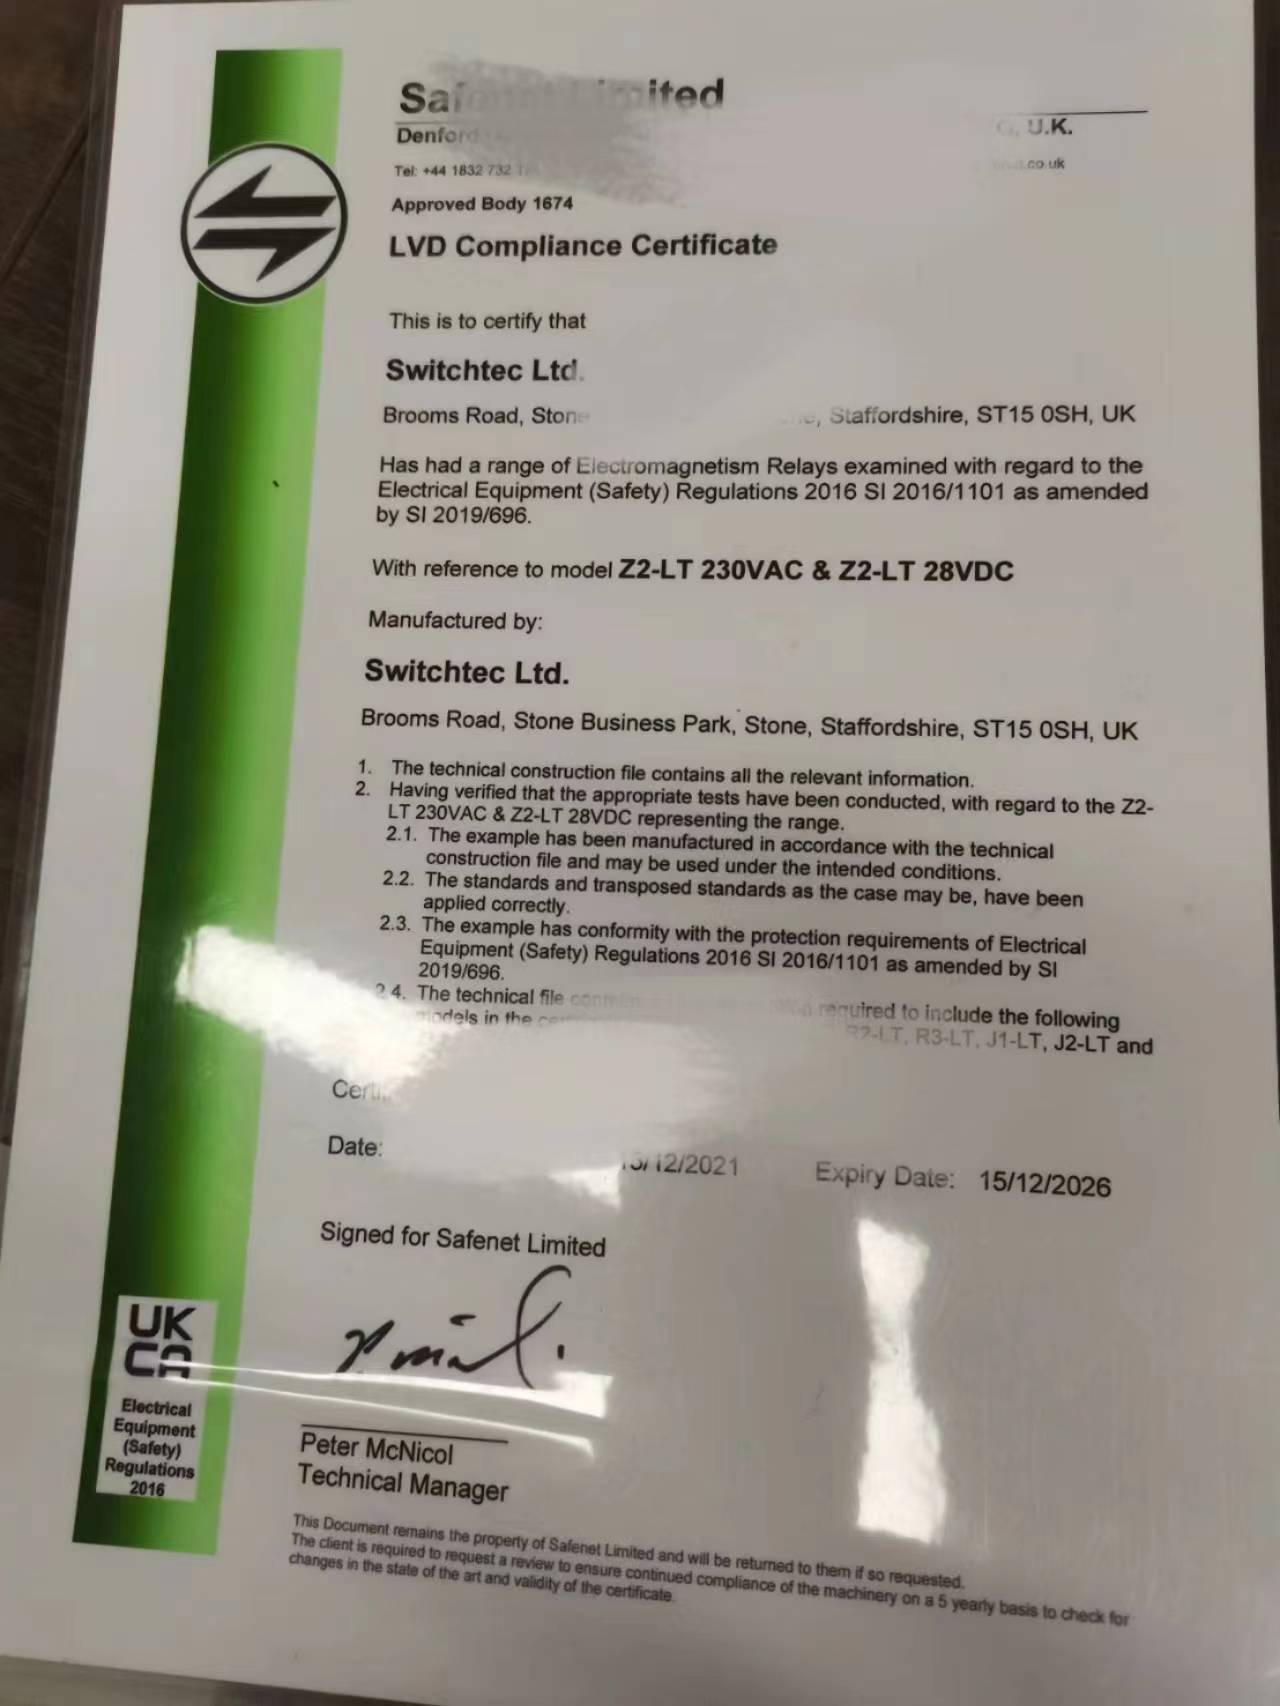 Limited
Denford
U.K.
Tel: +44 1832 732
.co.uk
Approved Body 1674
LVD Compliance Certificate
This is to certify that
Switchtec Ltd.
Brooms Road, Stone , Staffordshire, ST15 0SH, UK
Has had a range of Electromagnetism Relays examined with regard to the
Electrical Equipment (Safety) Regulations 2016 SI 2016/1101 as amended
by SI 2019/696.
With reference to model Z2-LT 230VAC & Z2-LT 28VDC
Manufactured by:
Switchtec Ltd.
Brooms Road, Stone Business Park, Stone, Staffordshire, ST15 0SH, UK
1. The technical construction file contains all the relevant information.
2. Having verified that the appropriate tests have been conducted, with regard to the Z2-
LT 230VAC & Z2-LT 28VDC representing the range.
2.1. The example has been manufactured in accordance with the technical
construction file and may be used under the intended conditions.
2.2. The standards and transposed standards as the case may be, have been
applied correctly.
2.3. The example has conformity with the protection requirements of Electrical
Equipment (Safety) Regulations 2016 SI 2016/1101 as amended by SI
2019/696.
2.4. The technical file required to include the following
models in the
R2-LT, R3-LT, J1-LT, J2-LT and
Date: /12/2021 Expiry Date: 15/12/2026
Signed for Safenet Limited
Peter McNicol
Technical Manager
UK
CA
Electrical
Equipment
(Safety)
Regulations
2016
This Document remains the property of Safenet Limited and will be returned to them if so requested.
The client is required to request a review to ensure continued compliance of the machinery on a 5 yearly basis to check for
changes in the state of the art and validity of the certificate.